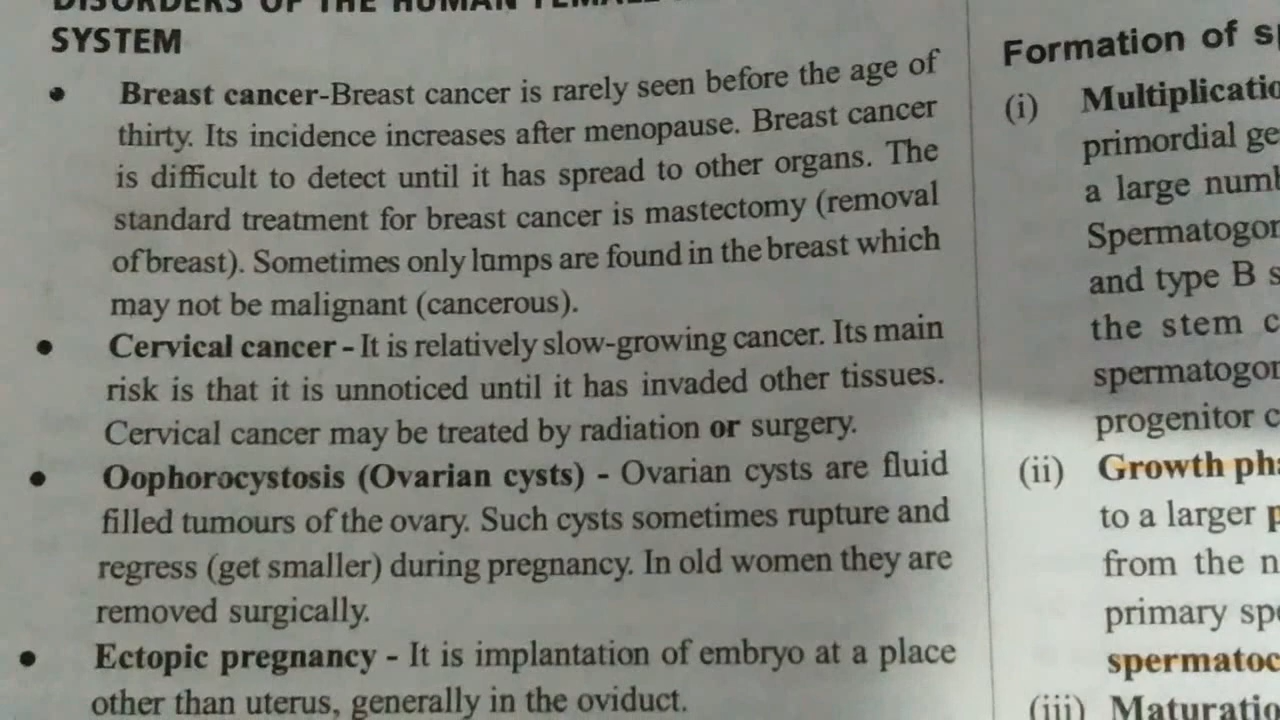 DISORDERS OF THE HUMAN FEMALE
SYSTEM
• Breast cancer-Breast cancer is rarely seen before the age of
thirty. Its incidence increases after menopause. Breast cancer
is difficult to detect until it has spread to other organs. The
standard treatment for breast cancer is mastectomy (removal
of breast). Sometimes only lumps are found in the breast which
may not be malignant (cancerous).
• Cervical cancer - It is relatively slow-growing cancer. Its main
risk is that it is unnoticed until it has invaded other tissues.
Cervical cancer may be treated by radiation or surgery.
• Oophorocystosis (Ovarian cysts) - Ovarian cysts are fluid
filled tumours of the ovary. Such cysts sometimes rupture and
regress (get smaller) during pregnancy. In old women they are
removed surgically.
• Ectopic pregnancy - It is implantation of embryo at a place
other than uterus, generally in the oviduct.
Formation of
(i) Multiplicatio
primordial ge
a large numb
Spermatogon
and type B s
the stem c
spermatogon
progenitor c
(ii) Growth pha
to a larger p
from the n
primary spe
spermatoc
(iii) Maturatio